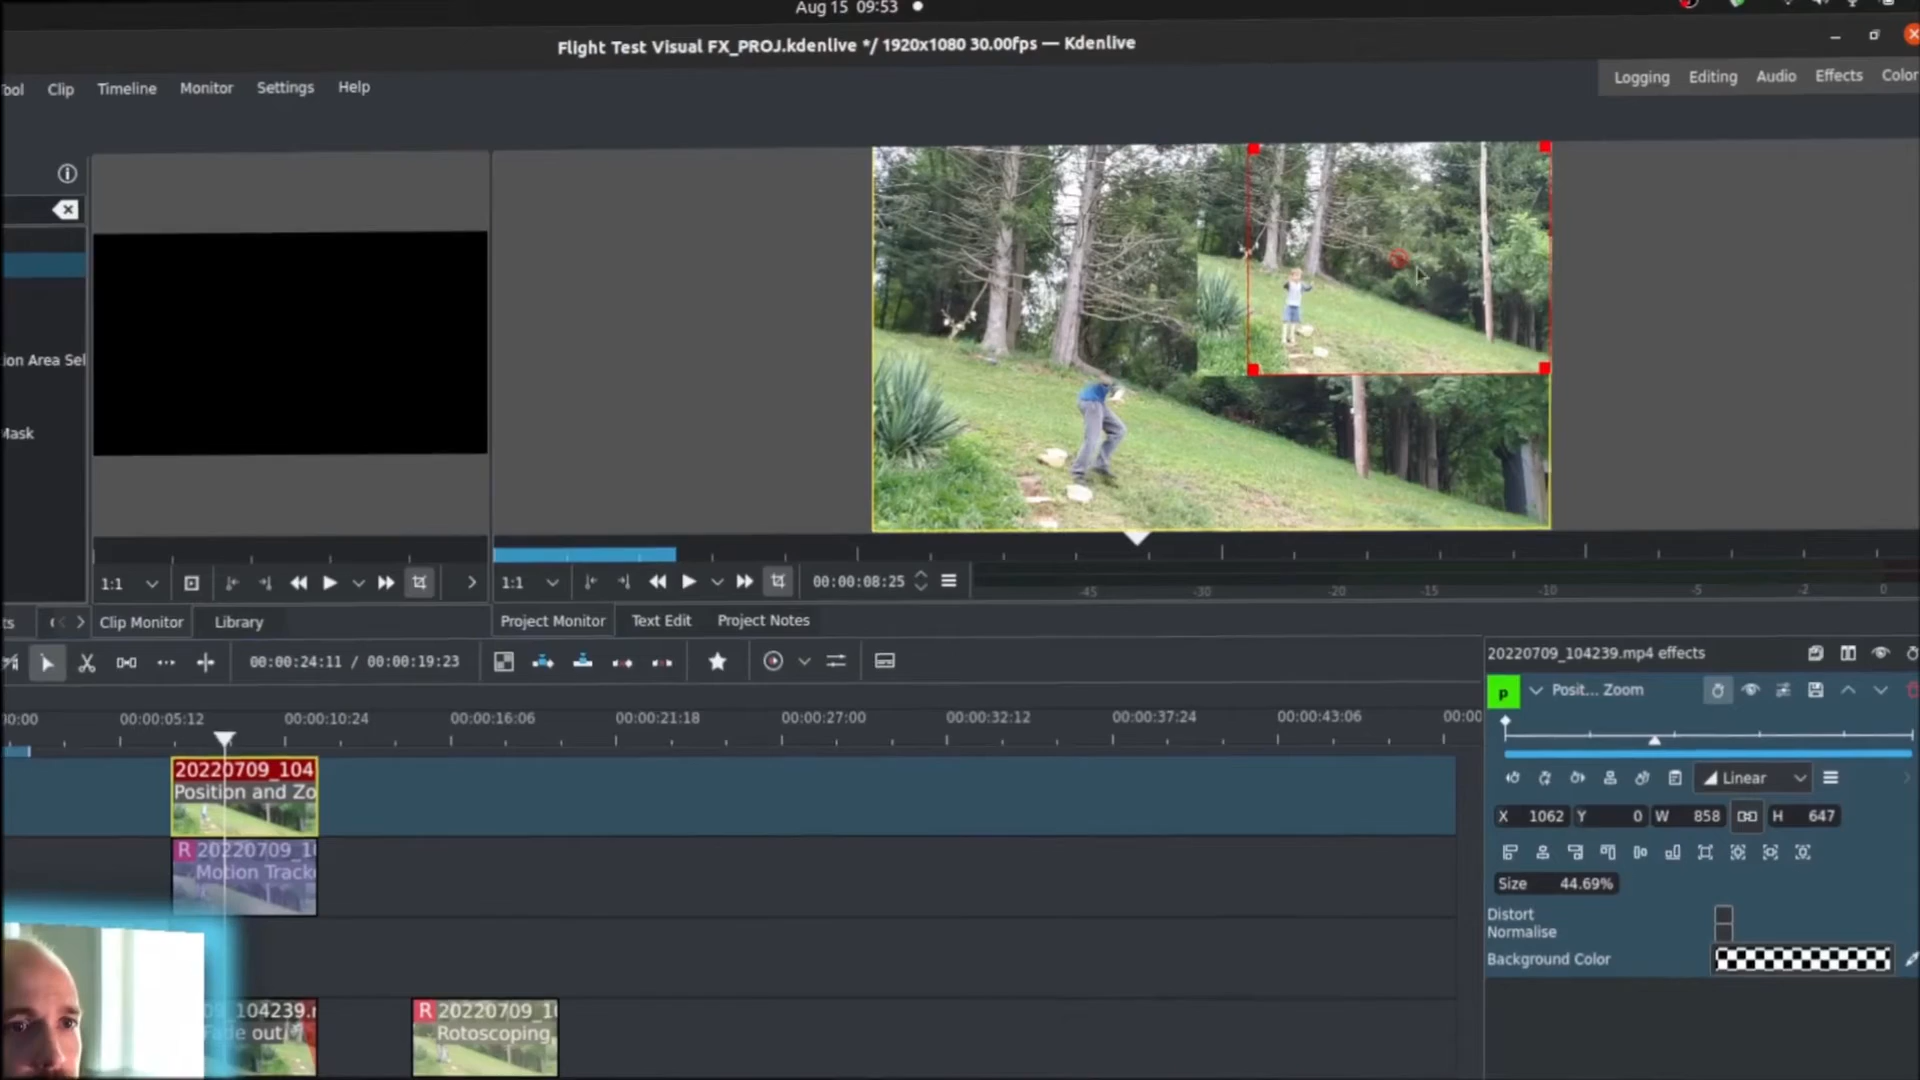 Aug 15 09:53
Flight Test Visual FX_PROJ.kdenlive */ 1920x1080 30.00fps — Kdenlive
ool Clip Timeline Monitor Settings Help
Logging Editing Audio Effects Color
ion Area Sel
Mask
1:1
1:1
00:00:08:25
-45 -30 -20 -15 -10 -5 -2 0
ts
Clip Monitor Library
Project Monitor Text Edit Project Notes
00:00:24:11 / 00:00:19:23
00:00 00:00:05:12 00:00:10:24 00:00:16:06 00:00:21:18 00:00:27:00 00:00:32:12 00:00:37:24 00:00:43:06 00:00
20220709_104239.mp4 effects
p Posit... Zoom
Linear
X 1062 Y 0 W 858 H 647
Size 44.69%
Distort
Normalise
Background Color
20220709_104
Position and Zo
R 20220709_10
Motion Track
09_104239.
Fade out
R 20220709_10
Rotoscoping